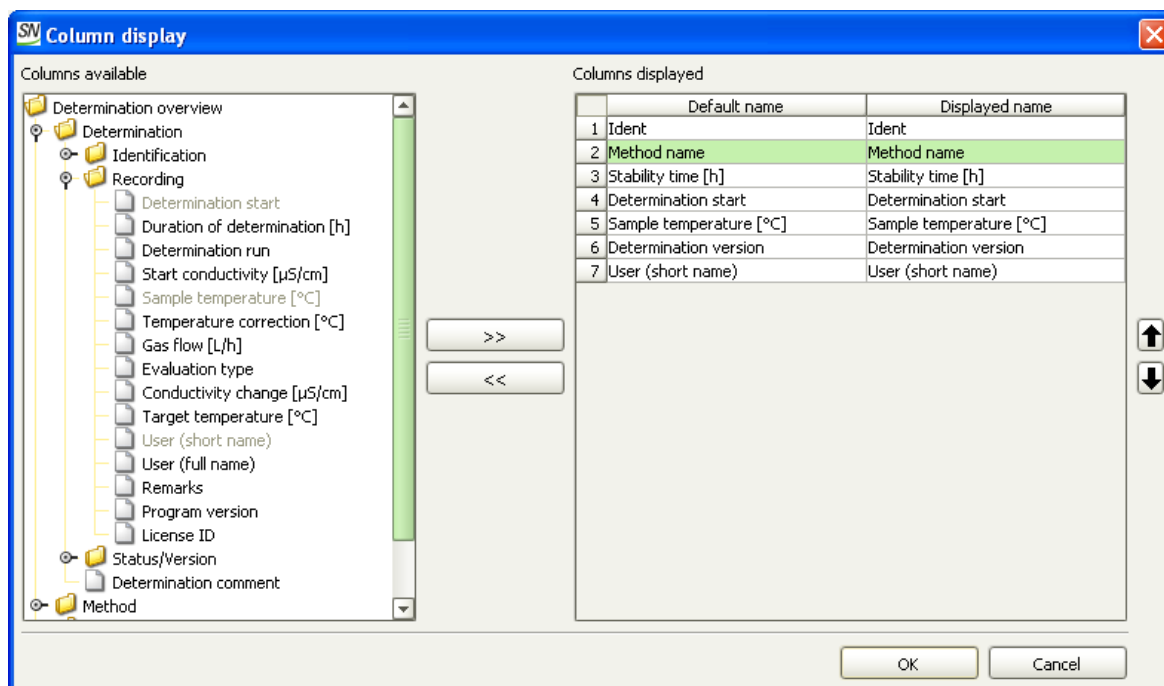 SN Column display
Columns available
Determination overview
Determination
Identification
Recording
Determination start
Duration of determination [h]
Determination run
Start conductivity [µS/cm]
Sample temperature [°C]
Temperature correction [°C]
Gas flow [L/h]
Evaluation type
Conductivity change [µS/cm]
Target temperature [°C]
User (short name)
User (full name)
Remarks
Program version
License ID
Status/Version
Determination comment
Method
>>
<<
Columns displayed
Default name Displayed name
1 Ident Ident
2 Method name Method name
3 Stability time [h] Stability time [h]
4 Determination start Determination start
5 Sample temperature [°C] Sample temperature [°C]
6 Determination version Determination version
7 User (short name) User (short name)
OK Cancel